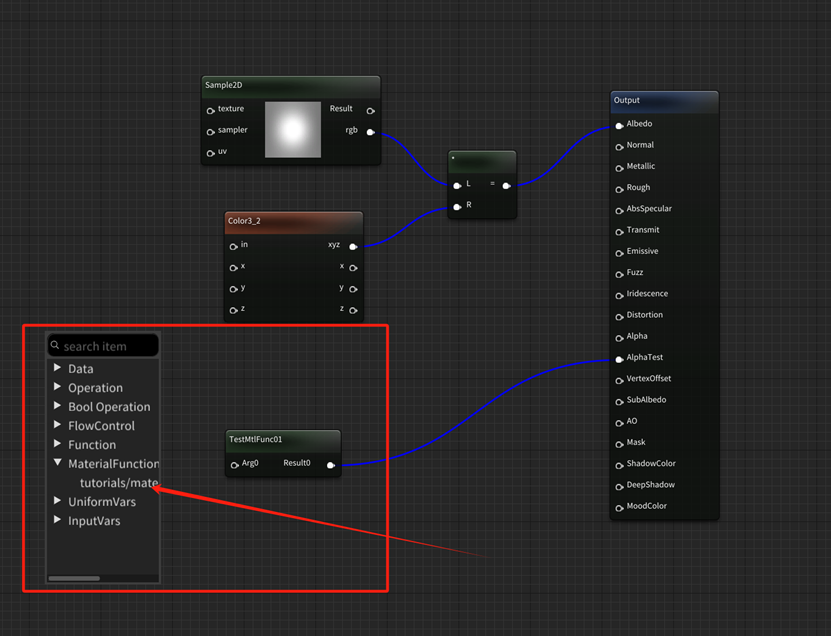 Sample2D
texture
Result
sampler
rgb
uv
*
L
=
R
Color3_2
in
xyz
x
x
y
y
z
z
Output
Albedo
Normal
Metallic
Rough
AbsSpecular
Transmit
Emissive
Fuzz
Iridescence
Distortion
Alpha
AlphaTest
VertexOffset
SubAlbedo
AO
Mask
ShadowColor
DeepShadow
MoodColor
search item
Data
Operation
Bool Operation
FlowControl
Function
MaterialFunction
tutorials/mate
UniformVars
InputVars
TestMtlFunc01
Arg0
Result0